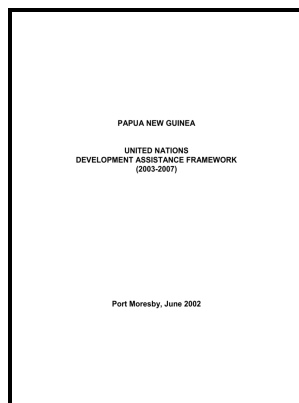 PAPUA NEW GUINEA
UNITED NATIONS
DEVELOPMENT ASSISTANCE FRAMEWORK
(2003-2007)
Port Moresby, June 2002